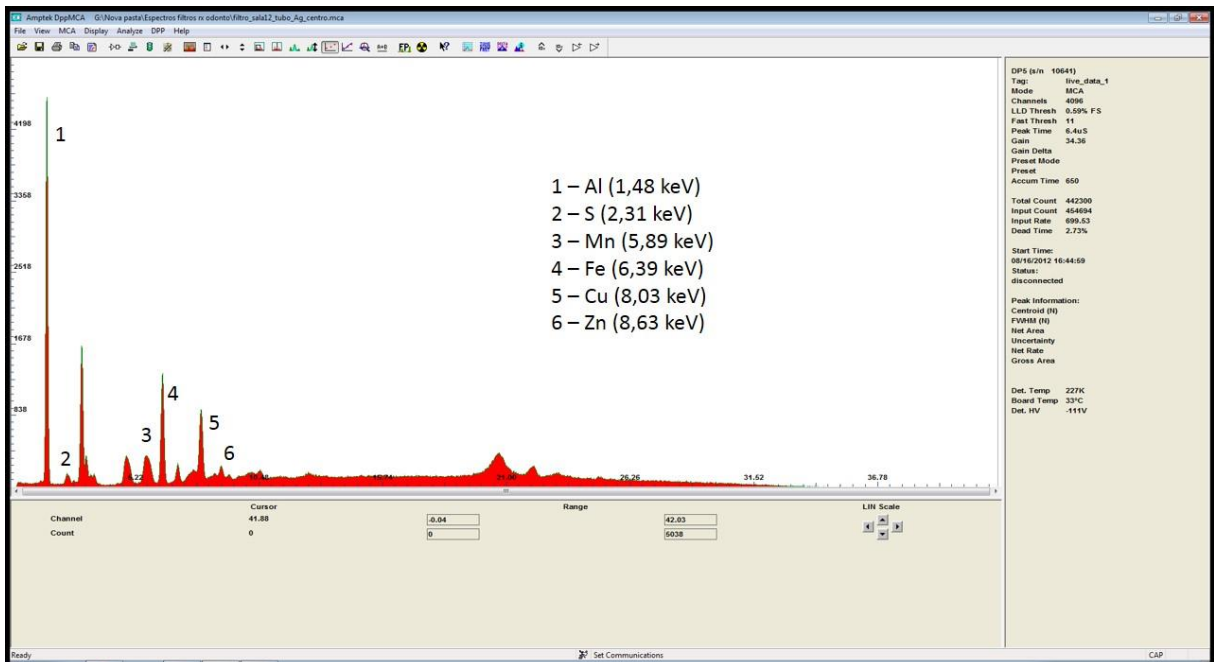 Amptek DppMCA G:\Nova pasta\Espectros filtros rx odonto\filtro_sala12_tubo_Ag_centro.mca
File View MCA Display Analyze DPP Help
4198
3358
2518
1678
838
1
2
3
4
5
6
1 – Al (1,48 keV)
2 – S (2,31 keV)
3 – Mn (5,89 keV)
4 – Fe (6,39 keV)
5 – Cu (8,03 keV)
6 – Zn (8,63 keV)
31.52
36.78
DP5 (s/n 10641)
Tag: live_data_1
Mode MCA
Channels 4096
LLD Thresh 0.59% FS
Fast Thresh 11
Peak Time 6.4uS
Gain 34.36
Gain Delta
Preset Mode
Preset
Accum Time 650
Total Count 442300
Input Count 454694
Input Rate 699.53
Dead Time 2.73%
Start Time:
08/16/2012 16:44:59
Status:
disconnected
Peak Information:
Centroid (N)
FWHM (N)
Net Area
Uncertainty
Net Rate
Gross Area
Det. Temp 227K
Board Temp 33°C
Det. HV -111V
Cursor Range LIN Scale
Channel 41.88 -0.04 42.03
Count 0 0 5038
Ready Set Communications CAP